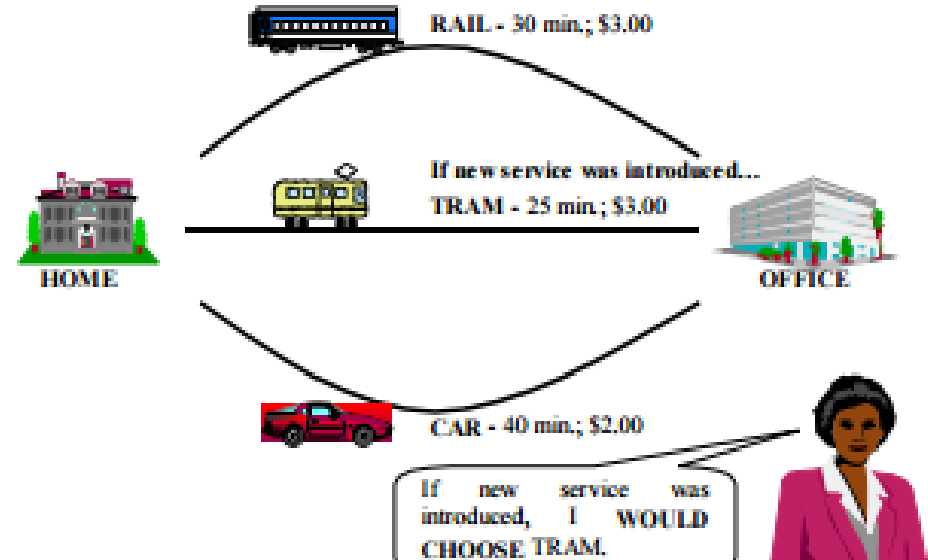 RAIL - 30 min.; $3.00
If new service was introduced...
TRAM - 25 min.; $3.00
HOME
OFFICE
CAR - 40 min.; $2.00
If new service was
introduced, I WOULD
CHOOSE TRAM.